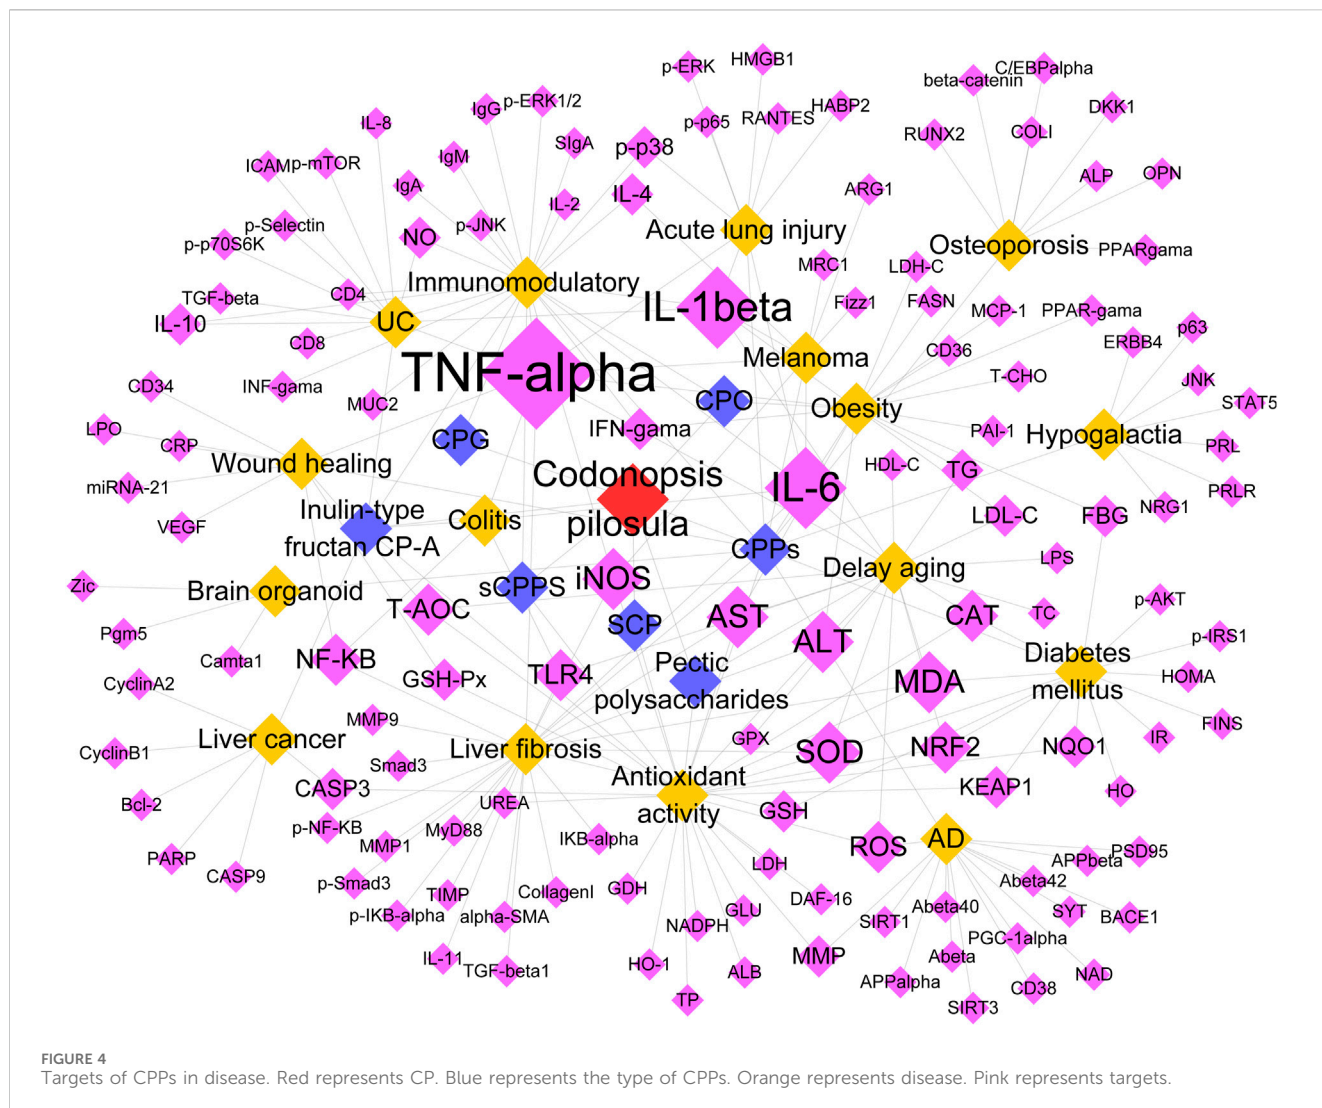 p-ERK
HMGB1
beta-catenin
C/EBPalpha
IL-8
IgG
p-ERK1/2
p-p65
RANTES
HABP2
RUNX2
COLI
DKK1
ICAM
p-mTOR
IgM
SIgA
p-p38
IgA
IL-2
IL-4
ARG1
ALP
OPN
p-Selectin
p-p70S6K
NO
p-JNK
Acute lung injury
Osteoporosis
PPARgama
MRC1
LDH-C
Immunomodulatory
TGF-beta
CD4
IL-10
UC
IL-1beta
Fizz1
FASN
MCP-1
PPAR-gama
p63
CD8
ERBB4
CD36
Melanoma
TNF-alpha
CD34
INF-gama
MUC2
T-CHO
JNK
STAT5
CPO
Obesity
LPO
CRP
CPG
IFN-gama
PAI-1
Hypogalactia
PRL
Wound healing
HDL-C
TG
miRNA-21
Codonopsis
pilosula
IL-6
PRLR
NRG1
VEGF
Inulin-type
fructan CP-A
Colitis
LDL-C
FBG
CPPs
LPS
Delay aging
Zic
Brain organoid
sCPPS
iNOS
T-AOC
AST
CAT
TC
p-AKT
Pgm5
SCP
ALT
p-IRS1
Camta1
NF-KB
GSH-Px
TLR4
Pectic
polysaccharides
MDA
Diabetes
mellitus
HOMA
CyclinA2
MMP9
FINS
CyclinB1
Liver cancer
Liver fibrosis
GPX
SOD
NRF2
NQO1
IR
Smad3
Antioxidant
activity
CASP3
KEAP1
HO
Bcl-2
UREA
GSH
p-NF-KB
MyD88
IKB-alpha
MMP1
ROS
AD
PARP
CASP9
APPbeta
PSD95
LDH
p-Smad3
TIMP
CollagenI
GDH
DAF-16
Abeta42
p-IKB-alpha
alpha-SMA
NADPH
GLU
SIRT1
Abeta40
SYT
BACE1
PGC-1alpha
IL-11
TGF-beta1
HO-1
ALB
MMP
Abeta
APPalpha
CD38
NAD
TP
SIRT3
FIGURE 4
Targets of CPPs in disease. Red represents CP. Blue represents the type of CPPs. Orange represents disease. Pink represents targets.